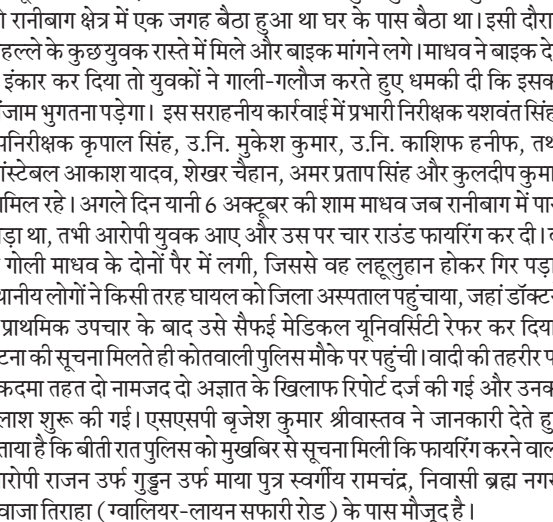 रानीबाग क्षेत्र में एक जगह बैठा हुआ था घर के पास बैठा था। इसी दौरा
के कुछ युवक रास्ते में मिले और बाइक मांगने लगे। माधव ने बाइक दे
इंकार कर दिया तो युवकों ने गाली-गलौज करते हुए धमकी दी कि इसक
ंजाम भुगतना पड़ेगा। इस सराहनीय कार्रवाई में प्रभारी निरीक्षक यशवंत सिंह
पनिरीक्षक कृपाल सिंह, उ.नि. मुकेश कुमार, उ.नि. काशिफ हनीफ, तथ
ांस्टेबल आकाश यादव, शेखर चैहान, अमर प्रताप सिंह और कुलदीप कुमा
ामिल रहे। अगले दिन यानी 6 अक्टूबर की शाम माधव जब रानीबाग में पार
ड़ा था, तभी आरोपी युवक आए और उस पर चार राउंड फायरिंग कर दी।
गोली माधव के दोनों पैर में लगी, जिससे वह लहूलुहान होकर गिर पड़ा
थानीय लोगों ने किसी तरह घायल को जिला अस्पताल पहुंचाया, जहां डॉक्ट
प्राथमिक उपचार के बाद उसे सैफई मेडिकल यूनिवर्सिटी रेफर कर दिया
टना की सूचना मिलते ही कोतवाली पुलिस मौके पर पहुंची। वादी की तहरीर प
कदमा तहत दो नामजद दो अज्ञात के खिलाफ रिपोर्ट दर्ज की गई और उनक
लाश शुरू की गई। एसएसपी बृजेश कुमार श्रीवास्तव ने जानकारी देते हु
ताया है कि बीती रात पुलिस को मुखबिर से सूचना मिली कि फायरिंग करने वाल
ारोपी राजन उर्फ गुड्डन उर्फ माया पुत्र स्वर्गीय रामचंद्र, निवासी ब्रह्म नगर
वाजा तिराहा ( ग्वालियर-लायन सफारी रोड ) के पास मौजूद है।